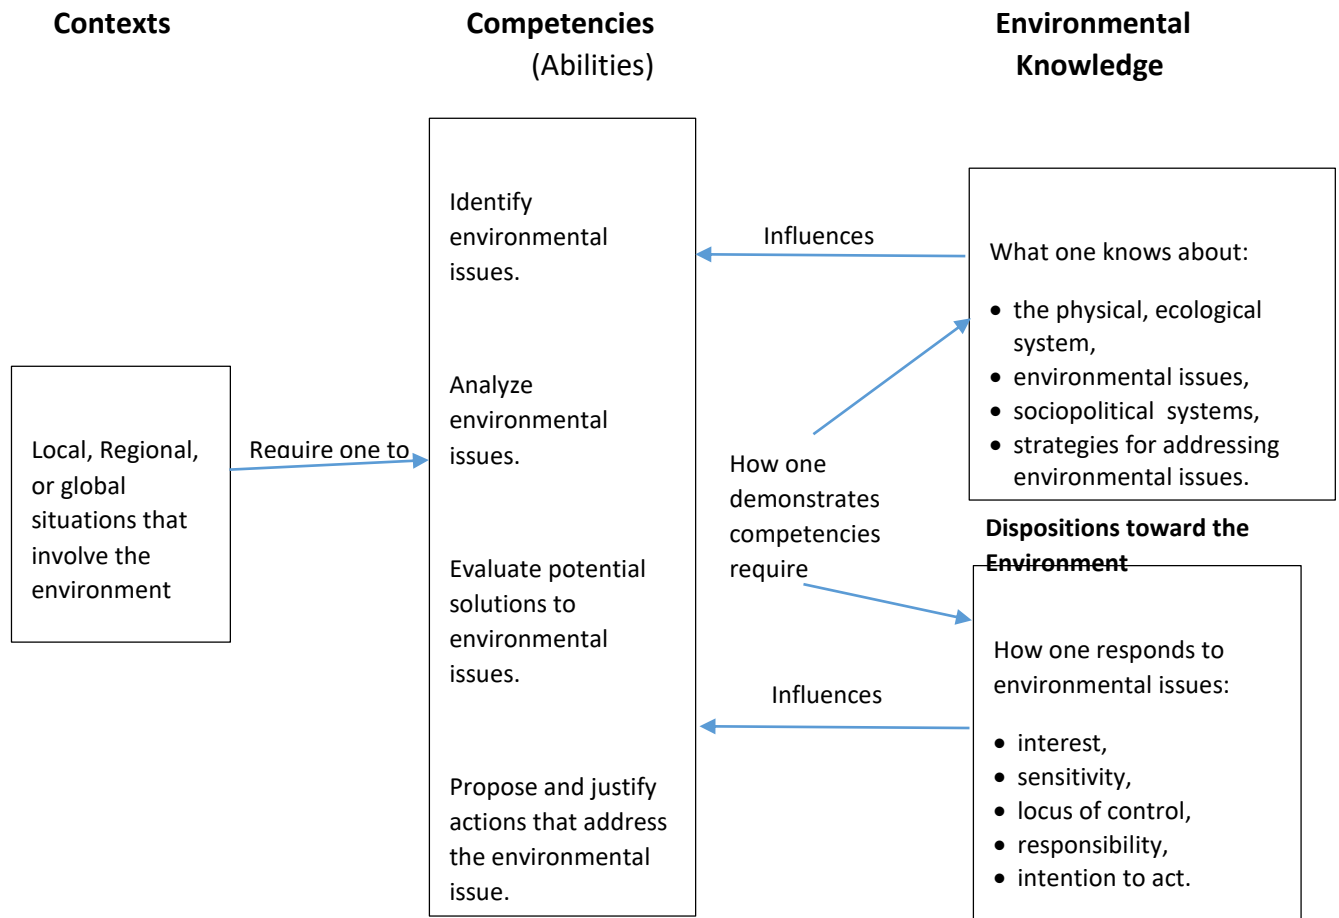 Contexts
Competencies
(Abilities)
Environmental
Knowledge
Local, Regional,
or global
situations that
involve the
environment
Require one to
Identify
environmental
issues.
Analyze
environmental
issues.
Evaluate potential
solutions to
environmental
issues.
Propose and justify
actions that address
the environmental
issue.
Influences
How one
demonstrates
competencies
require
Influences
What one knows about:
• the physical, ecological
system,
• environmental issues,
• sociopolitical systems,
• strategies for addressing
environmental issues.
Dispositions toward the
Environment
How one responds to
environmental issues:
• interest,
• sensitivity,
• locus of control,
• responsibility,
• intention to act.